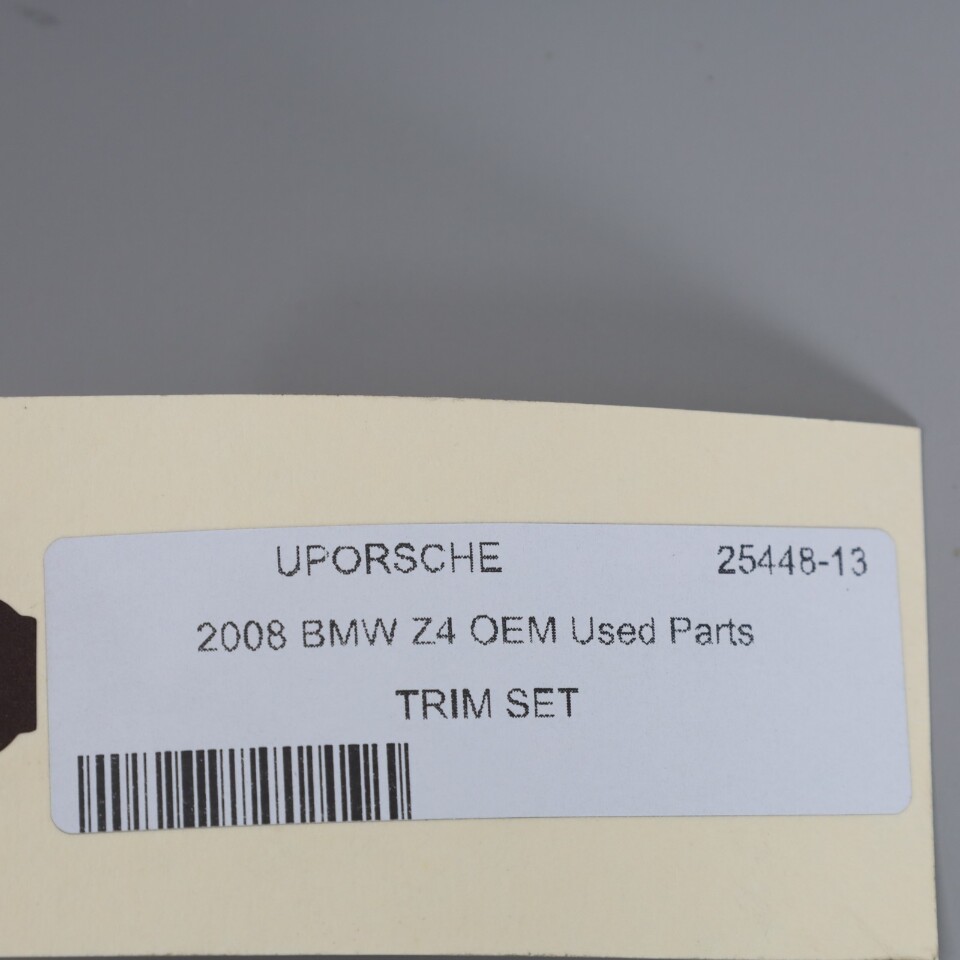 UPORSCHE 25448-13
2008 BMW Z4 OEM Used Parts
TRIM SET